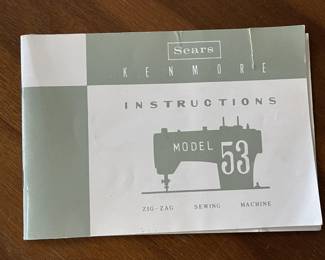 Sears
KENMORE
INSTRUCTIONS
MODEL 53
ZIG-ZAG SEWING MACHINE